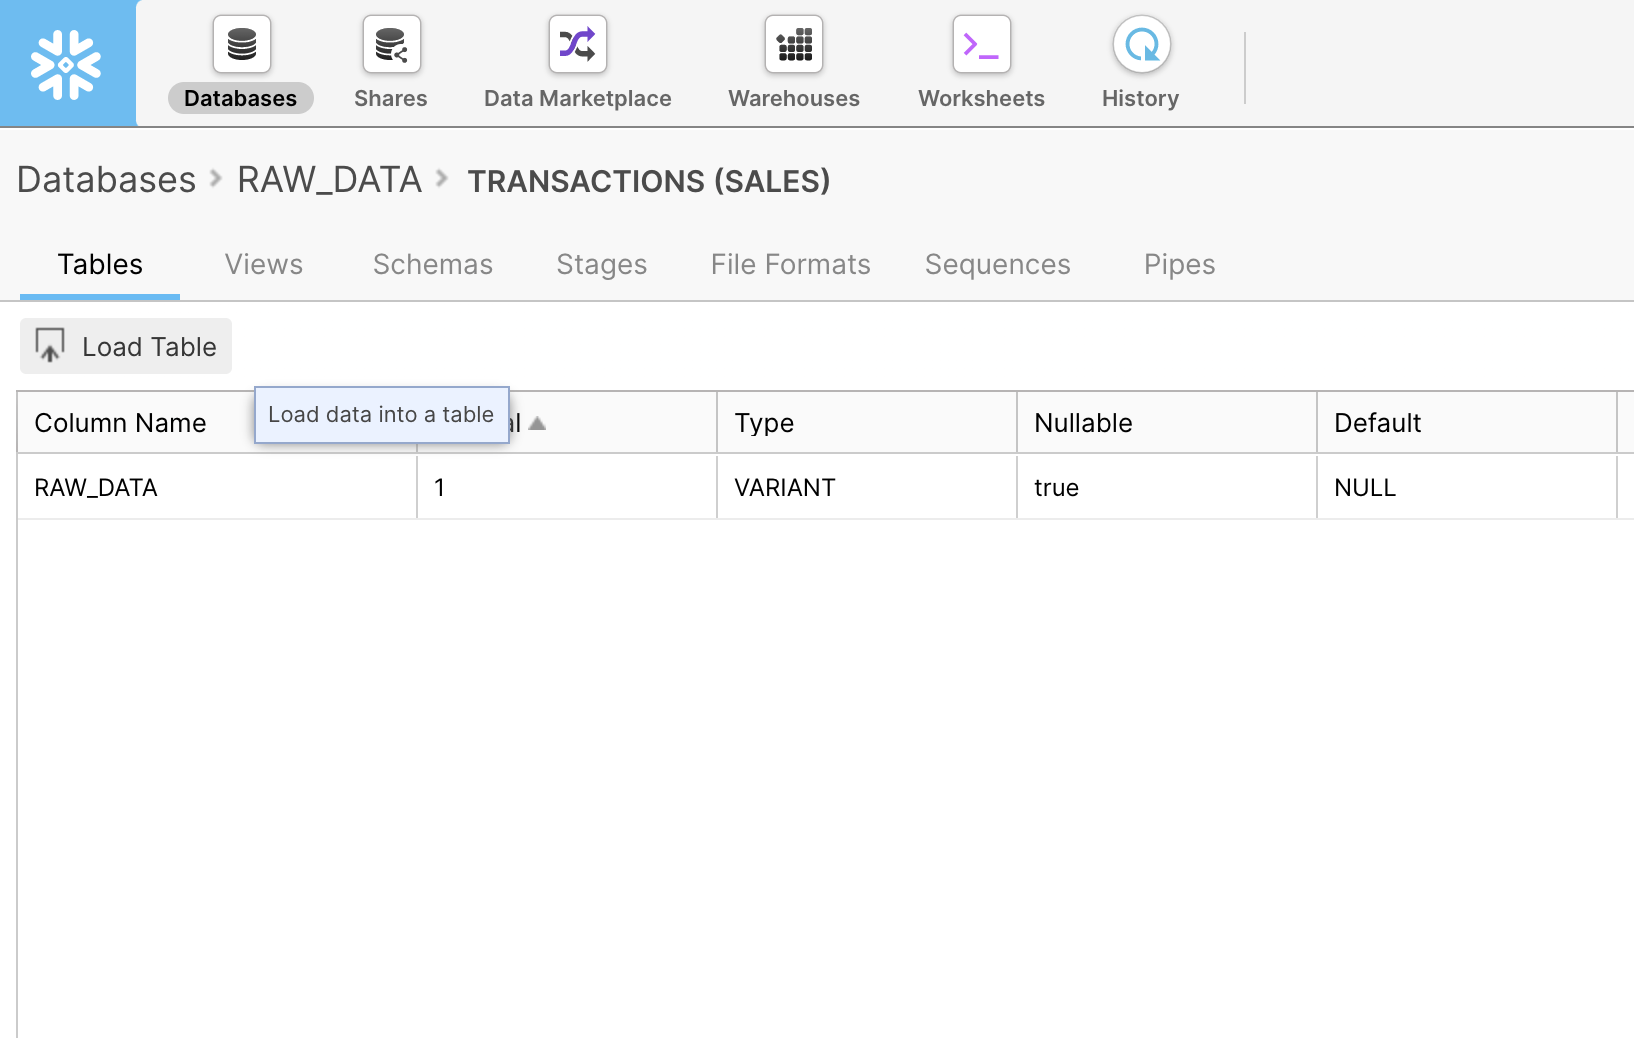 Databases Shares Data Marketplace Warehouses Worksheets History
Databases RAW_DATA TRANSACTIONS (SALES)
Tables Views Schemas Stages File Formats Sequences Pipes
Load Table
Load data into a table
Column Name Type Nullable Default
RAW_DATA 1 VARIANT true NULL